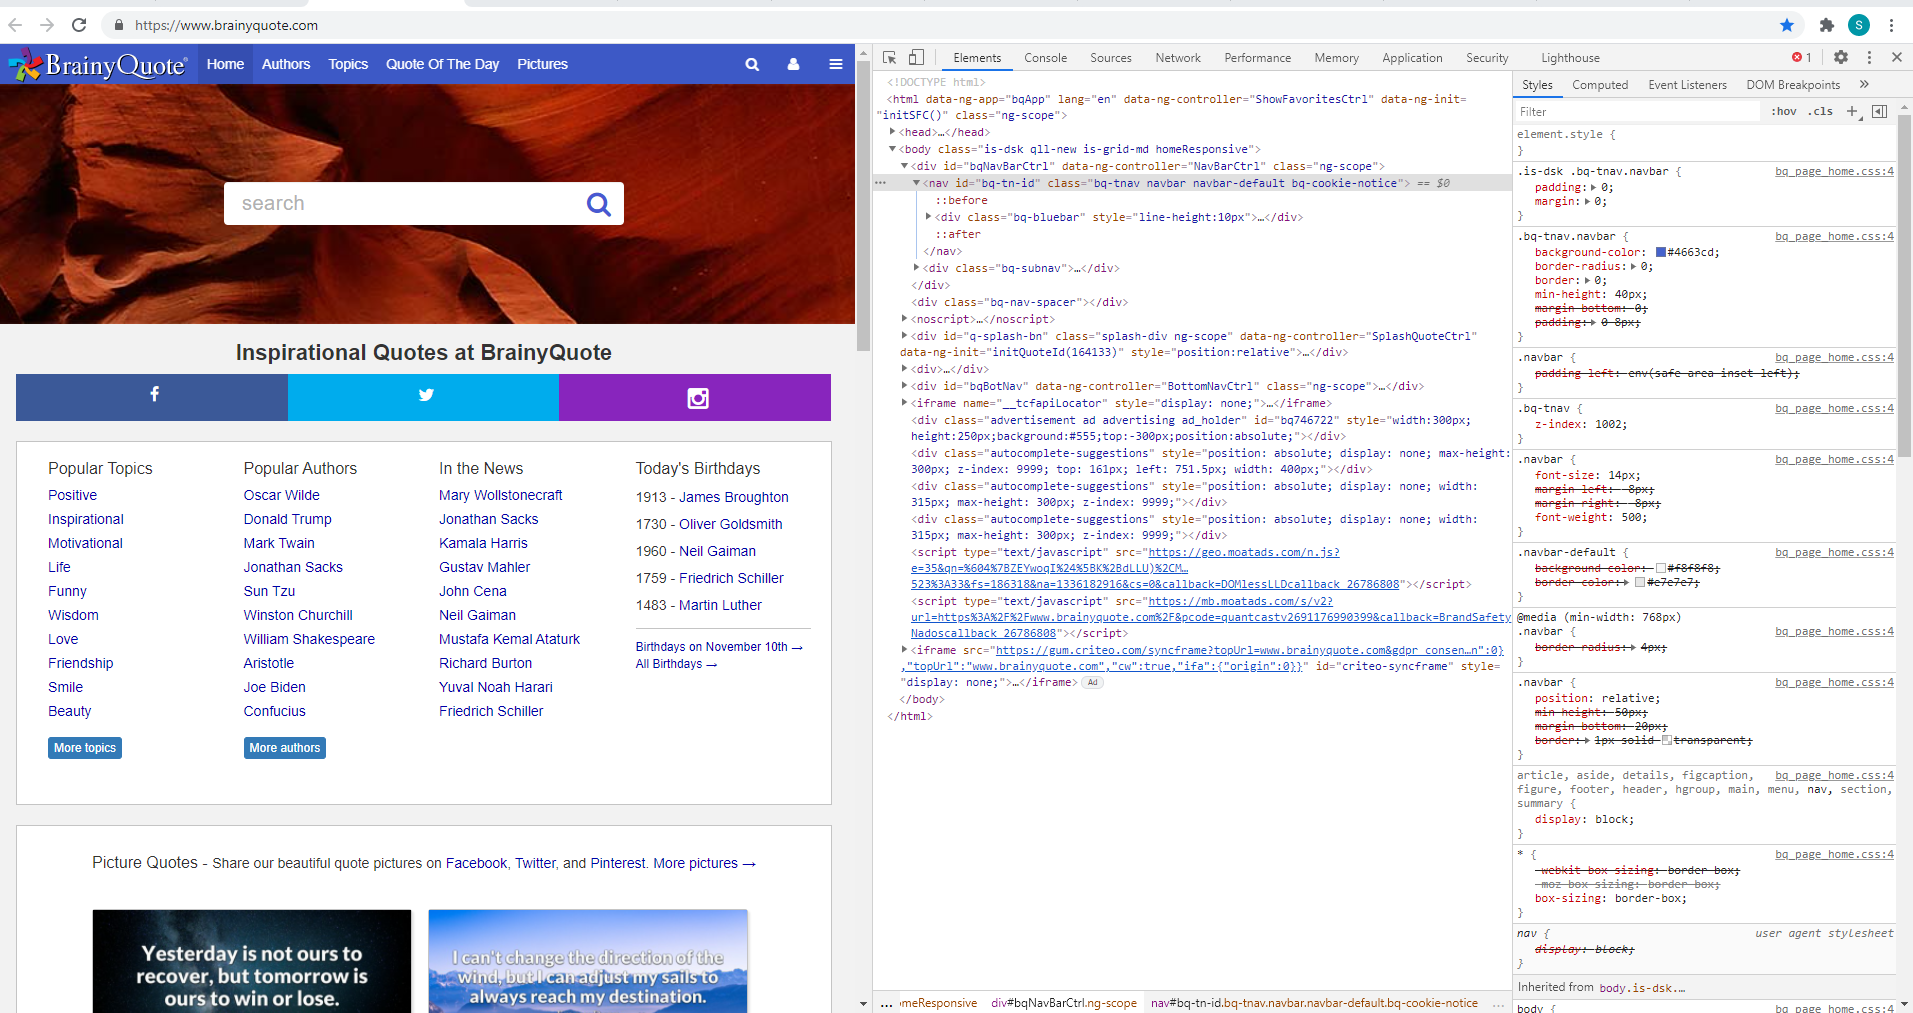 https://www.brainyquote.com
S
BrainyQuote
Home Authors Topics Quote Of The Day Pictures
search
Inspirational Quotes at BrainyQuote
Popular Topics
Positive
Inspirational
Motivational
Life
Funny
Wisdom
Love
Friendship
Smile
Beauty
More topics
Popular Authors
Oscar Wilde
Donald Trump
Mark Twain
Jonathan Sacks
Sun Tzu
Winston Churchill
William Shakespeare
Aristotle
Joe Biden
Confucius
More authors
In the News
Mary Wollstonecraft
Jonathan Sacks
Kamala Harris
Gustav Mahler
John Cena
Neil Gaiman
Mustafa Kemal Ataturk
Richard Burton
Yuval Noah Harari
Friedrich Schiller
Today's Birthdays
1913 - James Broughton
1730 - Oliver Goldsmith
1960 - Neil Gaiman
1759 - Friedrich Schiller
1483 - Martin Luther
Birthdays on November 10th →
All Birthdays →
Picture Quotes - Share our beautiful quote pictures on Facebook, Twitter, and Pinterest. More pictures →
Yesterday is not ours to
recover, but tomorrow is
ours to win or lose.
I can't change the direction of the
wind, but I can adjust my sails to
always reach my destination.
Elements Console Sources Network Performance Memory Application Security Lighthouse 1
<!DOCTYPE html>
<html data-ng-app="bqApp" lang="en" data-ng-controller="ShowFavoritesCtrl" data-ng-init=
"initSFC()" class="ng-scope">
<head>…</head>
<body class="is-dsk qll-new is-grid-md homeResponsive">
<div id="bqNavBarCtrl" data-ng-controller="NavBarCtrl" class="ng-scope">
<nav id="bq-tn-id" class="bq-tnav navbar navbar-default bq-cookie-notice"> == $0
::before
<div class="bq-bluebar" style="line-height:10px">…</div>
::after
</nav>
<div class="bq-subnav">…</div>
</div>
<div class="bq-nav-spacer"></div>
<noscript>…</noscript>
<div id="q-splash-bn" class="splash-div ng-scope" data-ng-controller="SplashQuoteCtrl"
data-ng-init="initQuoteId(164133)" style="position:relative">…</div>
<div>…</div>
<div id="bqBotNav" data-ng-controller="BottomNavCtrl" class="ng-scope">…</div>
<iframe name="__tcfapiLocator" style="display: none;">…</iframe>
<div class="advertisement ad advertising ad_holder" id="bq746722" style="width:300px;
height:250px;background:#555;top:-300px;position:absolute;"></div>
<div class="autocomplete-suggestions" style="position: absolute; display: none; max-height:
300px; z-index: 9999; top: 161px; left: 751.5px; width: 400px;"></div>
<div class="autocomplete-suggestions" style="position: absolute; display: none; width:
315px; max-height: 300px; z-index: 9999;"></div>
<div class="autocomplete-suggestions" style="position: absolute; display: none; width:
315px; max-height: 300px; z-index: 9999;"></div>
<script type="text/javascript" src="https://geo.moatads.com/n.js?
e=35&qn=%604%7BZEYwoqI%24%5BK%2BdLLU)%2CM…
523%3A33&fs=186318&na=1336182916&cs=0&callback=DOMlessLLDcallback_26786808"></script>
<script type="text/javascript" src="https://mb.moatads.com/s/v2?
url=https%3A%2F%2Fwww.brainyquote.com%2F&pcode=quantcastv2691176990399&callback=BrandSafety
Nadoscallback_26786808"></script>
<iframe src="https://gum.criteo.com/syncframe?topUrl=www.brainyquote.com&gdpr_consen…n":0}
,"topUrl":"www.brainyquote.com","cw":true,"ifa":{"origin":0}}" id="criteo-syncframe" style=
"display: none;">…</iframe> Ad
</body>
</html>
... omeResponsive div#bqNavBarCtrl.ng-scope nav#bq-tn-id.bq-tnav.navbar.navbar-default.bq-cookie-notice ...
Styles Computed Event Listeners DOM Breakpoints »
Filter :hov .cls +
element.style {
}
.is-dsk .bq-tnav.navbar { bq_page_home.css:4
padding: 0;
margin: 0;
}
.bq-tnav.navbar { bq_page_home.css:4
background-color: #4663cd;
border-radius: 0;
border: 0;
min-height: 40px;
margin-bottom: 0;
padding: 0 8px;
}
.navbar { bq_page_home.css:4
padding-left: env(safe-area-inset-left);
}
.bq-tnav { bq_page_home.css:4
z-index: 1002;
}
.navbar { bq_page_home.css:4
font-size: 14px;
margin-left: -8px;
margin-right: -8px;
font-weight: 500;
}
.navbar-default { bq_page_home.css:4
background-color: #f8f8f8;
border-color: #e7e7e7;
}
@media (min-width: 768px)
.navbar { bq_page_home.css:4
border-radius: 4px;
}
.navbar { bq_page_home.css:4
position: relative;
min-height: 50px;
margin-bottom: 20px;
border: 1px solid transparent;
}
article, aside, details, figcaption, bq_page_home.css:4
figure, footer, header, hgroup, main, menu, nav, section,
summary {
display: block;
}
* { bq_page_home.css:4
-webkit-box-sizing: border-box;
-moz-box-sizing: border-box;
box-sizing: border-box;
}
nav { user agent stylesheet
display: block;
}
Inherited from body.is-dsk.…
body { bq_page_home.css:4